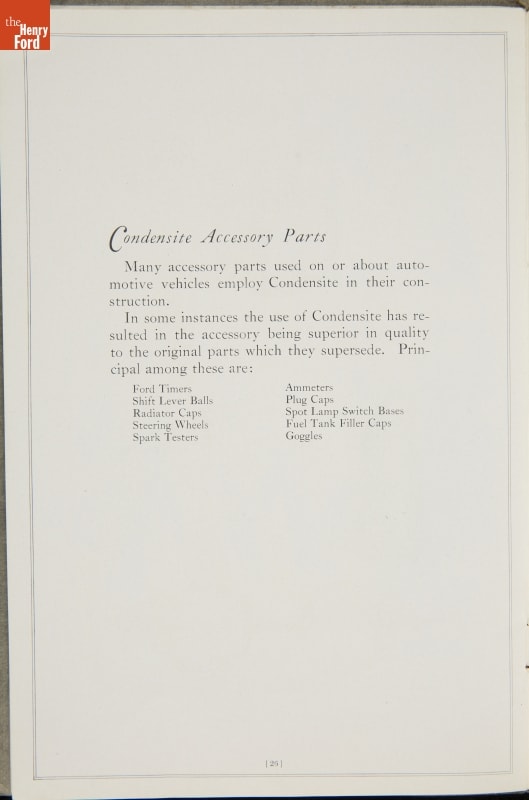 the
Henry
Ford
Condensite Accessory Parts
Many accessory parts used on or about auto-
motive vehicles employ Condensite in their con-
struction.
In some instances the use of Condensite has re-
sulted in the accessory being superior in quality
to the original parts which they supersede. Prin-
cipal among these are:
Ford Timers
Shift Lever Balls
Radiator Caps
Steering Wheels
Spark Testers
Ammeters
Plug Caps
Spot Lamp Switch Bases
Fuel Tank Filler Caps
Goggles
[26]